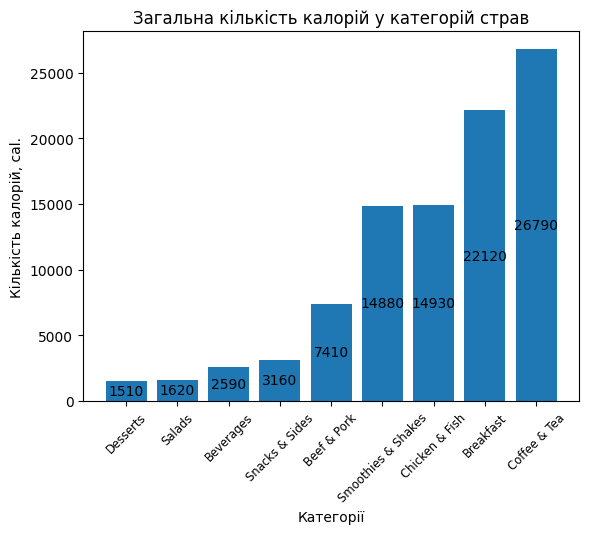 Загальна кількість калорій у категорій страв
Кількість калорій, cal.
25000
20000
15000
10000
5000
0
1510
1620
2590
3160
7410
14880
14930
22120
26790
Desserts
Salads
Beverages
Snacks & Sides
Beef & Pork
Smoothies & Shakes
Chicken & Fish
Breakfast
Coffee & Tea
Категорії